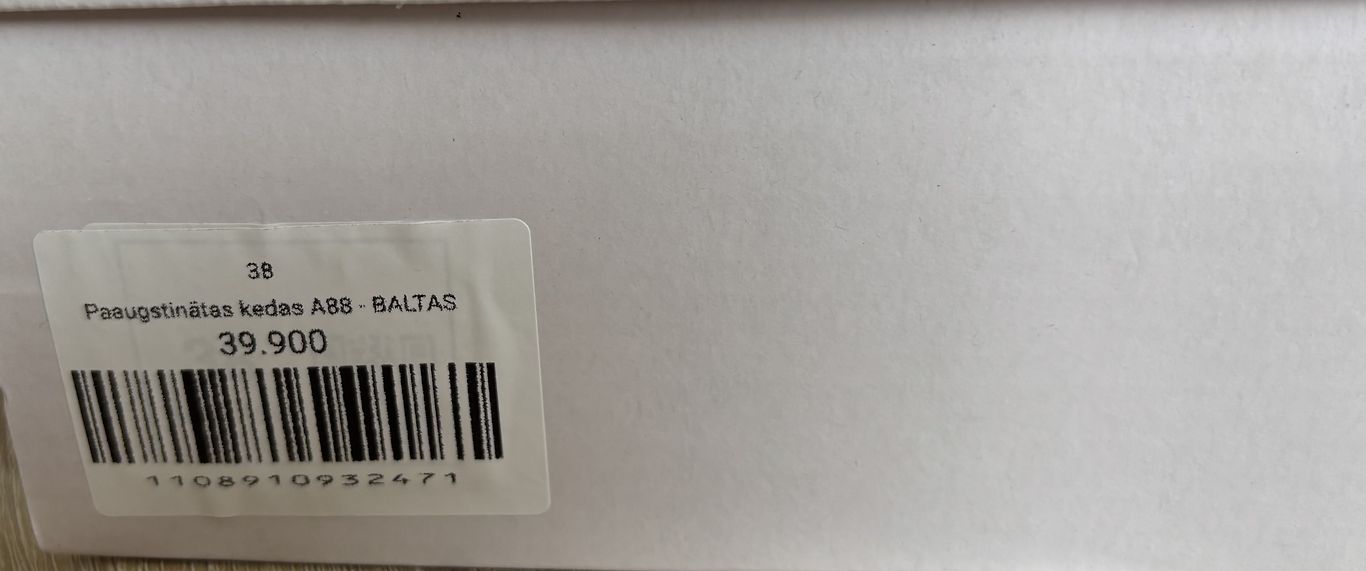 38
Paaugstinātas kedas A88 - BALTAS
39.900
1108910932471